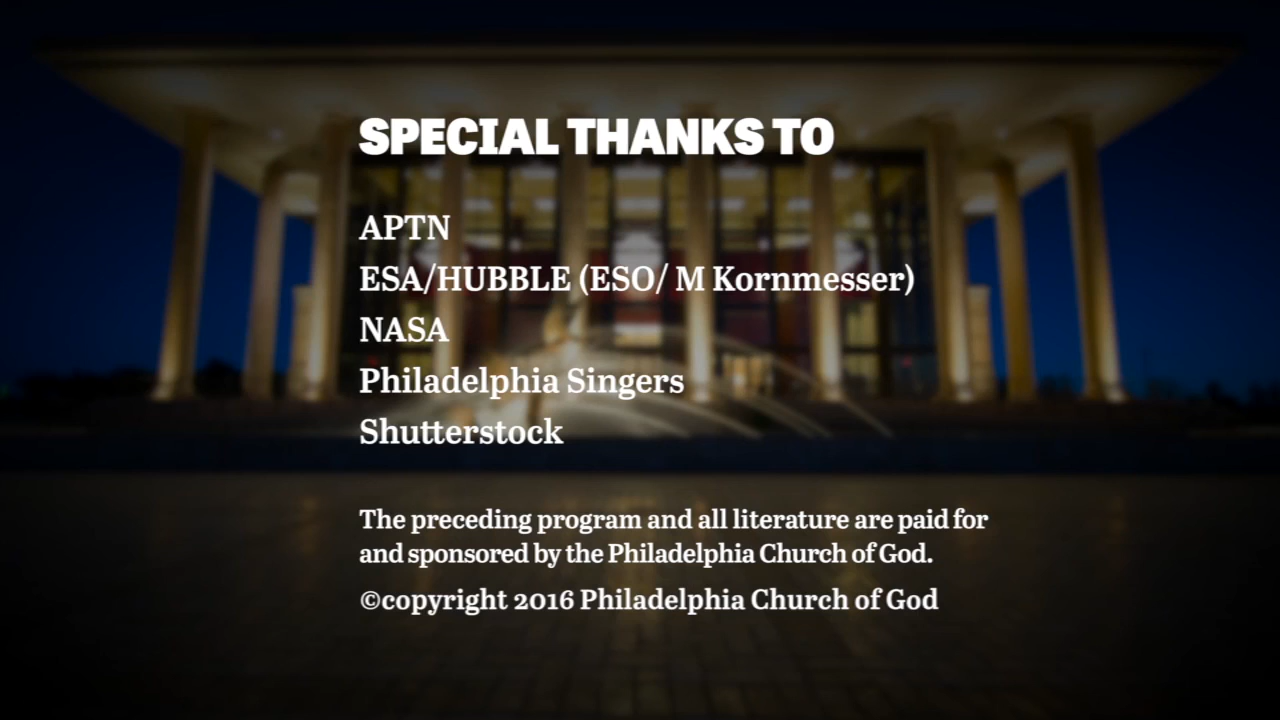 SPECIAL THANKS TO
APTN
ESA/HUBBLE (ESO/ M Kornmesser)
NASA
Philadelphia Singers
Shutterstock
The preceding program and all literature are paid for
and sponsored by the Philadelphia Church of God.
©copyright 2016 Philadelphia Church of God